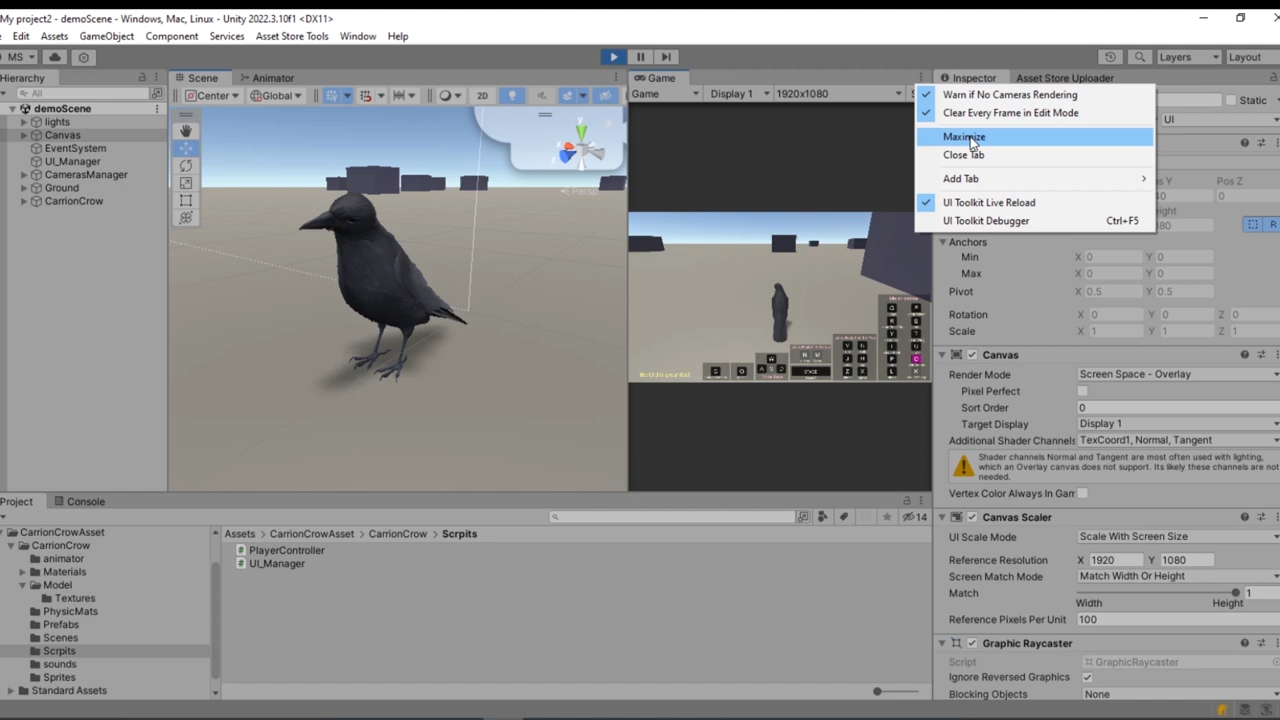 My project2 - demoScene - Windows, Mac, Linux - Unity 2022.3.10f1 <DX11>
Edit Assets GameObject Component Services Asset Store Tools Window Help
MS Layers Layout
Hierarchy Scene Animator Game Inspector Asset Store Uploader
All Center Global 2D Game Display 1 1920x1080
Warn if No Cameras Rendering Static
Clear Every Frame in Edit Mode UI
Maximize
Close Tab
Add Tab
UI Toolkit Live Reload
UI Toolkit Debugger Ctrl+F5
demoScene
lights
Canvas
EventSystem
UI_Manager
CamerasManager
Ground
CarrionCrow
Persp
SPACE
Pos Z
0
R
Anchors
Min X 0 Y 0
Max X 0 Y 0
Pivot X 0.5 Y 0.5
Rotation X 0 Y 0 Z 0
Scale X 1 Y 1 Z 1
Canvas
Render Mode Screen Space - Overlay
Pixel Perfect
Sort Order 0
Target Display Display 1
Additional Shader Channels TexCoord1, Normal, Tangent
Shader channels Normal and Tangent are most often used with lighting,
which an Overlay canvas does not support. Its likely these channels are not
needed.
Vertex Color Always In Gam
Canvas Scaler
UI Scale Mode Scale With Screen Size
Reference Resolution X 1920 Y 1080
Screen Match Mode Match Width Or Height
Match 1
Width Height
Reference Pixels Per Unit 100
Graphic Raycaster
Script GraphicRaycaster
Ignore Reversed Graphics
Blocking Objects None
Project Console
14
CarrionCrowAsset
CarrionCrow
animator
Materials
Model
Textures
PhysicMats
Prefabs
Scenes
Scrpits
sounds
Sprites
Standard Assets
Assets > CarrionCrowAsset > CarrionCrow > Scrpits
PlayerController
UI_Manager